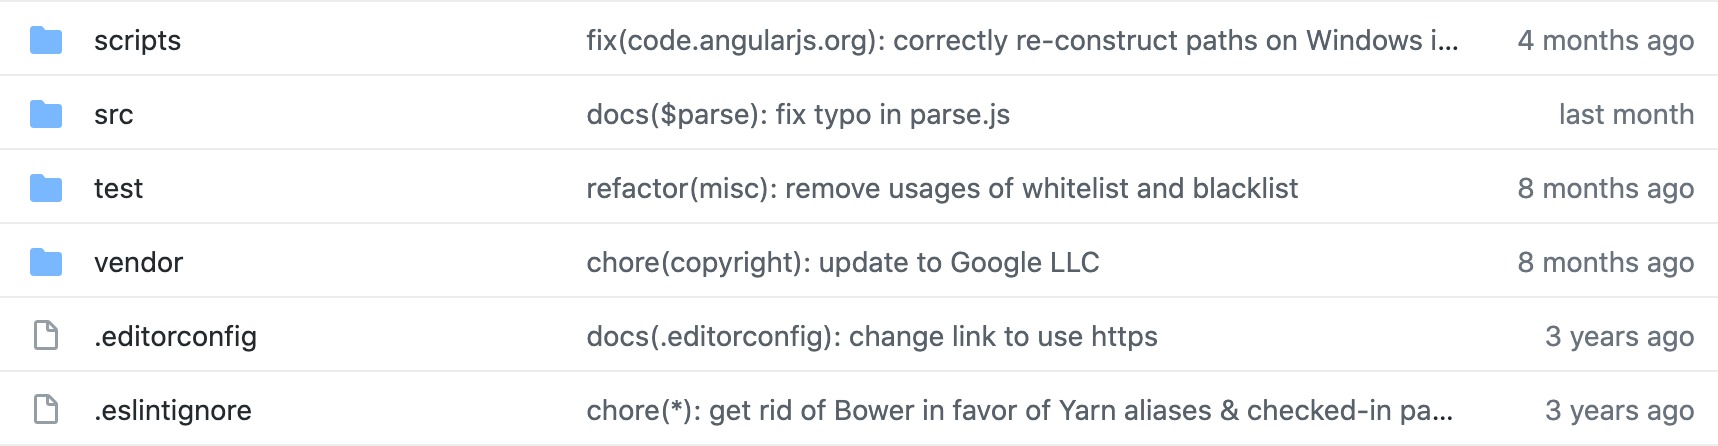 scripts fix(code.angularjs.org): correctly re-construct paths on Windows i... 4 months ago
src docs($parse): fix typo in parse.js last month
test refactor(misc): remove usages of whitelist and blacklist 8 months ago
vendor chore(copyright): update to Google LLC 8 months ago
.editorconfig docs(.editorconfig): change link to use https 3 years ago
.eslintignore chore(*): get rid of Bower in favor of Yarn aliases & checked-in pa... 3 years ago